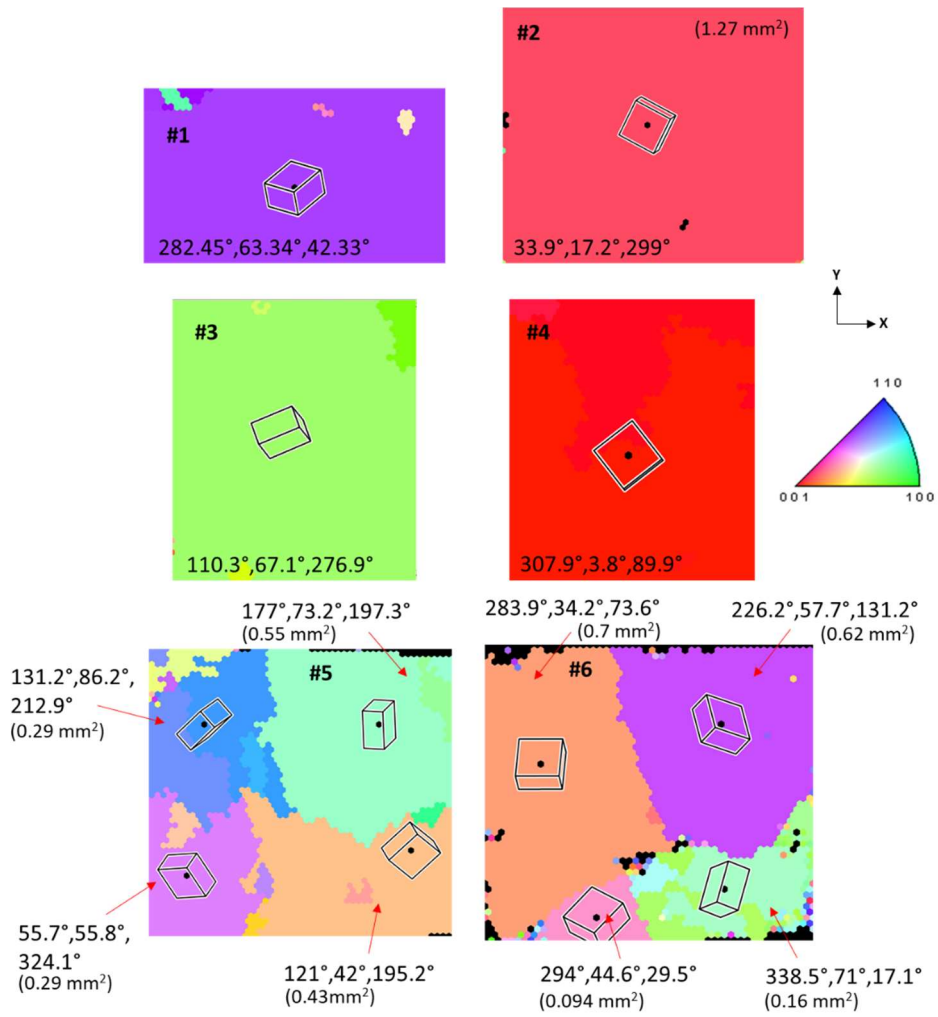 #2
(1.27 mm²)
#1
282.45°,63.34°,42.33°
33.9°,17.2°,299°
Y
X
#3
#4
110
001
100
110.3°,67.1°,276.9°
307.9°,3.8°,89.9°
177°,73.2°,197.3°
(0.55 mm²)
283.9°,34.2°,73.6°
(0.7 mm²)
226.2°,57.7°,131.2°
(0.62 mm²)
131.2°,86.2°,
212.9°
(0.29 mm²)
#5
#6
55.7°,55.8°,
324.1°
(0.29 mm²)
121°,42°,195.2°
(0.43mm²)
294°,44.6°,29.5°
(0.094 mm²)
338.5°,71°,17.1°
(0.16 mm²)